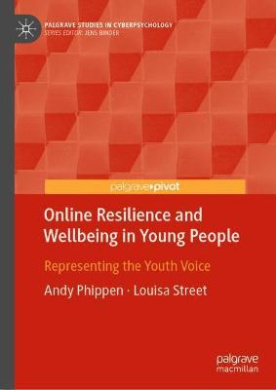 PALGRAVE STUDIES IN CYBERPSYCHOLOGY
SERIES EDITOR: JENS BINDER
palgrave▸pivot
Online Resilience and
Wellbeing in Young People
Representing the Youth Voice
Andy Phippen · Louisa Street
palgrave
macmillan